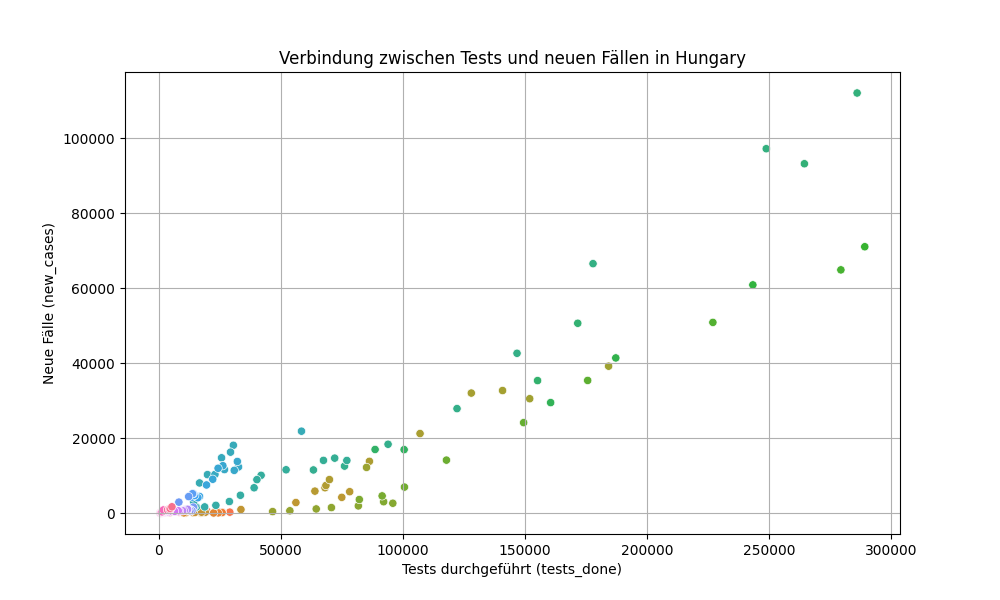 Verbindung zwischen Tests und neuen Fällen in Hungary
Neue Fälle (new_cases)
100000
80000
60000
40000
20000
0
0 50000 100000 150000 200000 250000 300000
Tests durchgeführt (tests_done)